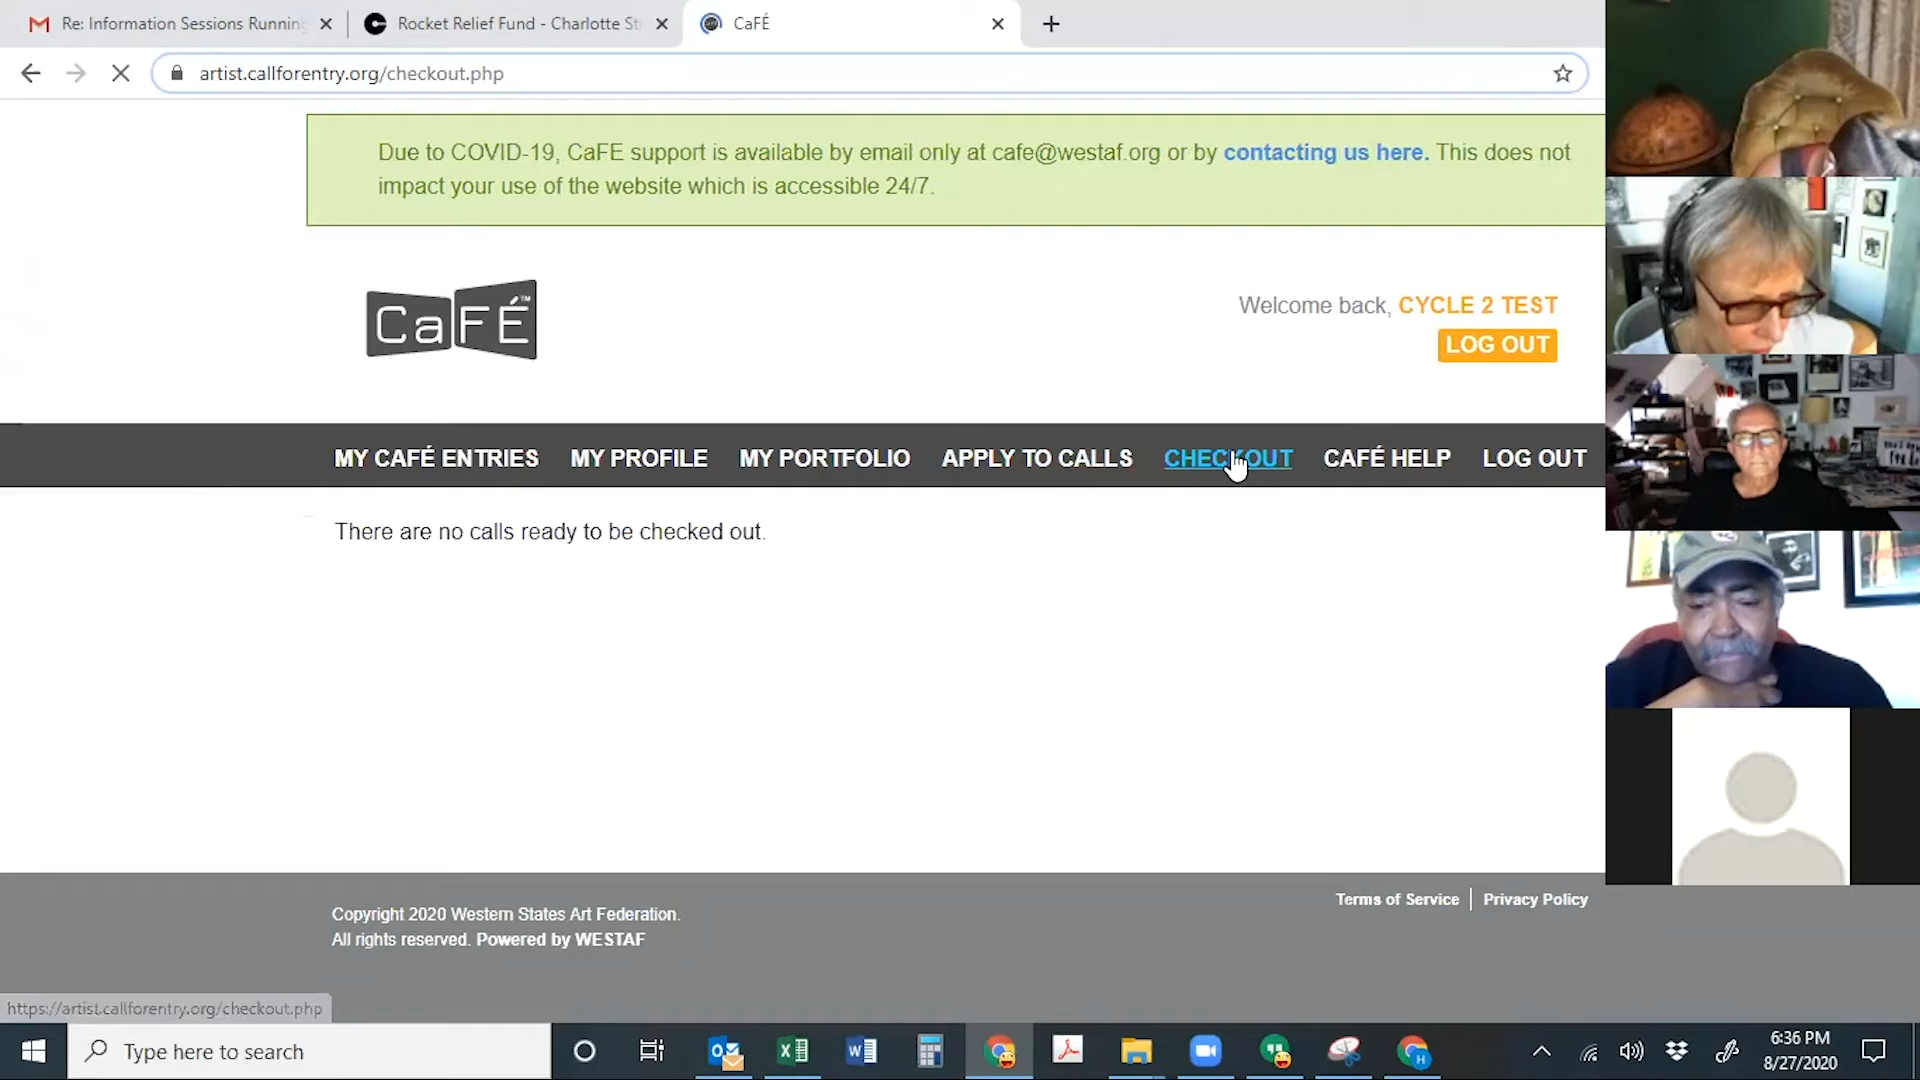 Re: Information Sessions Running
Rocket Relief Fund - Charlotte St
CaFÉ
artist.callforentry.org/checkout.php
Due to COVID-19, CaFE support is available by email only at cafe@westaf.org or by contacting us here. This does not
impact your use of the website which is accessible 24/7.
CaFÉ™
Welcome back, CYCLE 2 TEST
LOG OUT
MY CAFÉ ENTRIES MY PROFILE MY PORTFOLIO APPLY TO CALLS CHECKOUT CAFÉ HELP LOG OUT
There are no calls ready to be checked out.
Terms of Service | Privacy Policy
Copyright 2020 Western States Art Federation.
All rights reserved. Powered by WESTAF
https://artist.callforentry.org/checkout.php
Type here to search
6:36 PM
8/27/2020